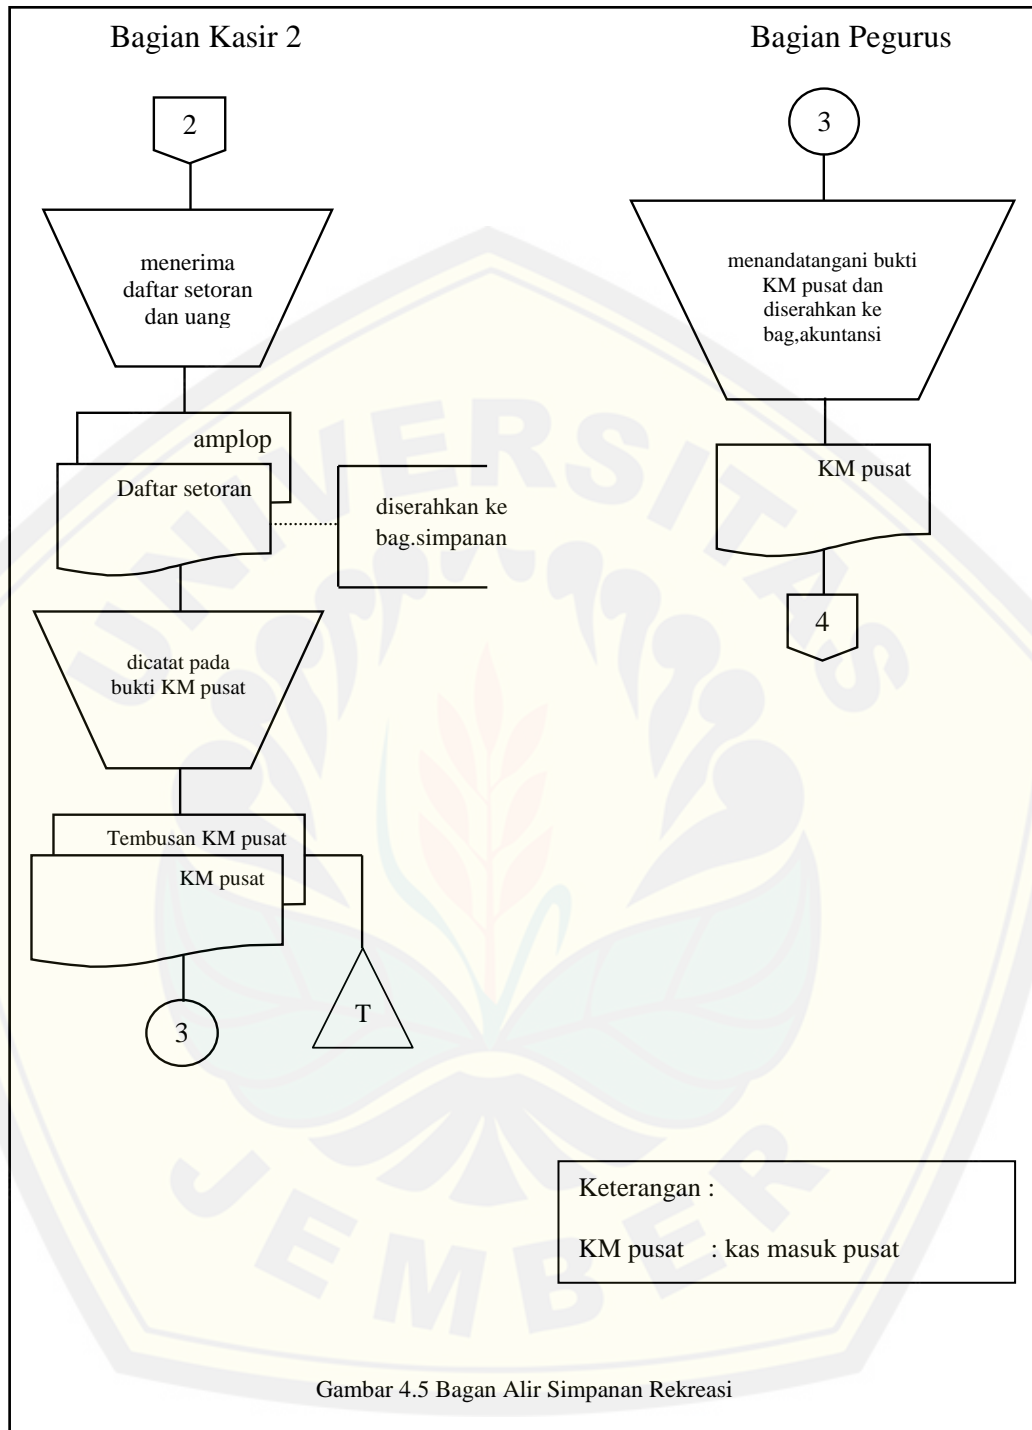 Bagian Kasir 2
2
menerima
daftar setoran
dan uang
amplop
Daftar setoran
diserahkan ke
bag.simpanan
dicatat pada
bukti KM pusat
Tembusan KM pusat
KM pusat
3
T
Bagian Pegurus
3
menandatangani bukti
KM pusat dan
diserahkan ke
bag,akuntansi
KM pusat
4
Keterangan :
KM pusat : kas masuk pusat
Gambar 4.5 Bagan Alir Simpanan Rekreasi
UNIVERSITAS
JEMBER